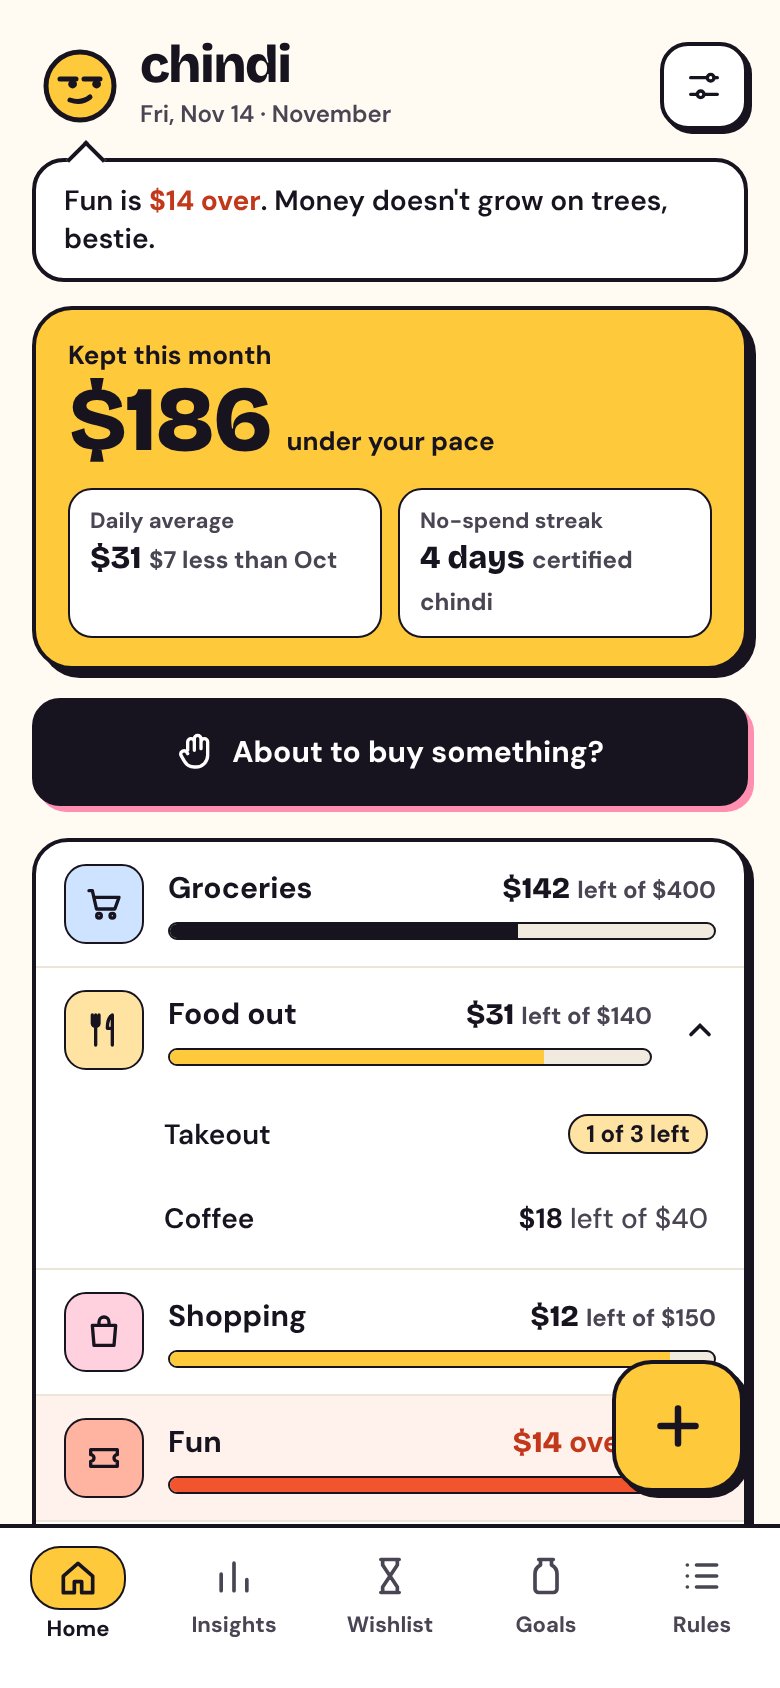 chindi
Fri, Nov 14 · November
Fun is $14 over. Money doesn't grow on trees,
bestie.
Kept this month
$186 under your pace
Daily average
$31 $7 less than Oct
No-spend streak
4 days certified
chindi
About to buy something?
Groceries $142 left of $400
Food out $31 left of $140
Takeout 1 of 3 left
Coffee $18 left of $40
Shopping $12 left of $150
Fun $14 ove
Home Insights Wishlist Goals Rules